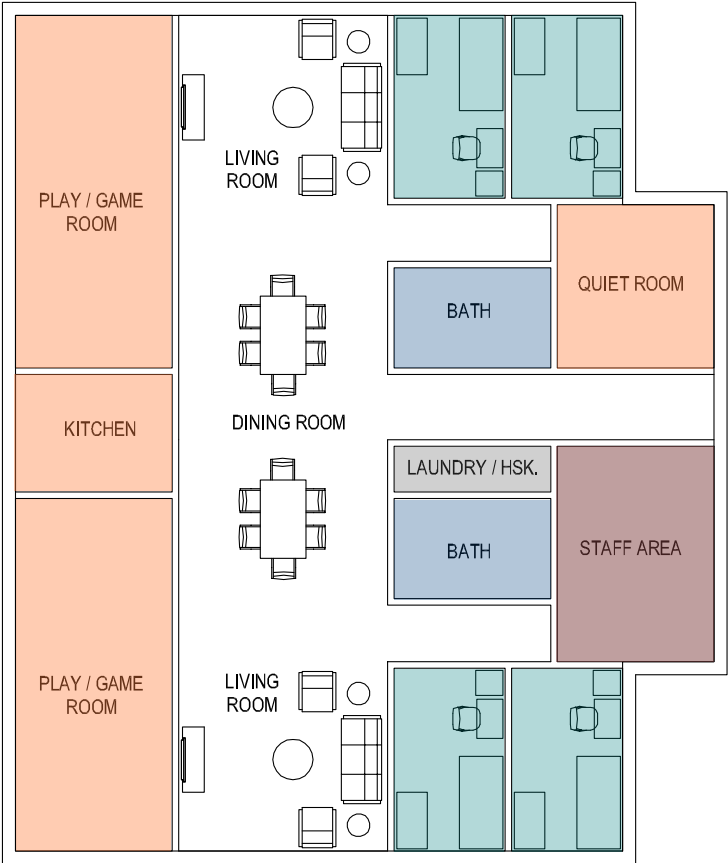 LIVING
ROOM
PLAY / GAME
ROOM
QUIET ROOM
BATH
DINING ROOM
KITCHEN
LAUNDRY / HSK.
BATH
STAFF AREA
PLAY / GAME
ROOM
LIVING
ROOM